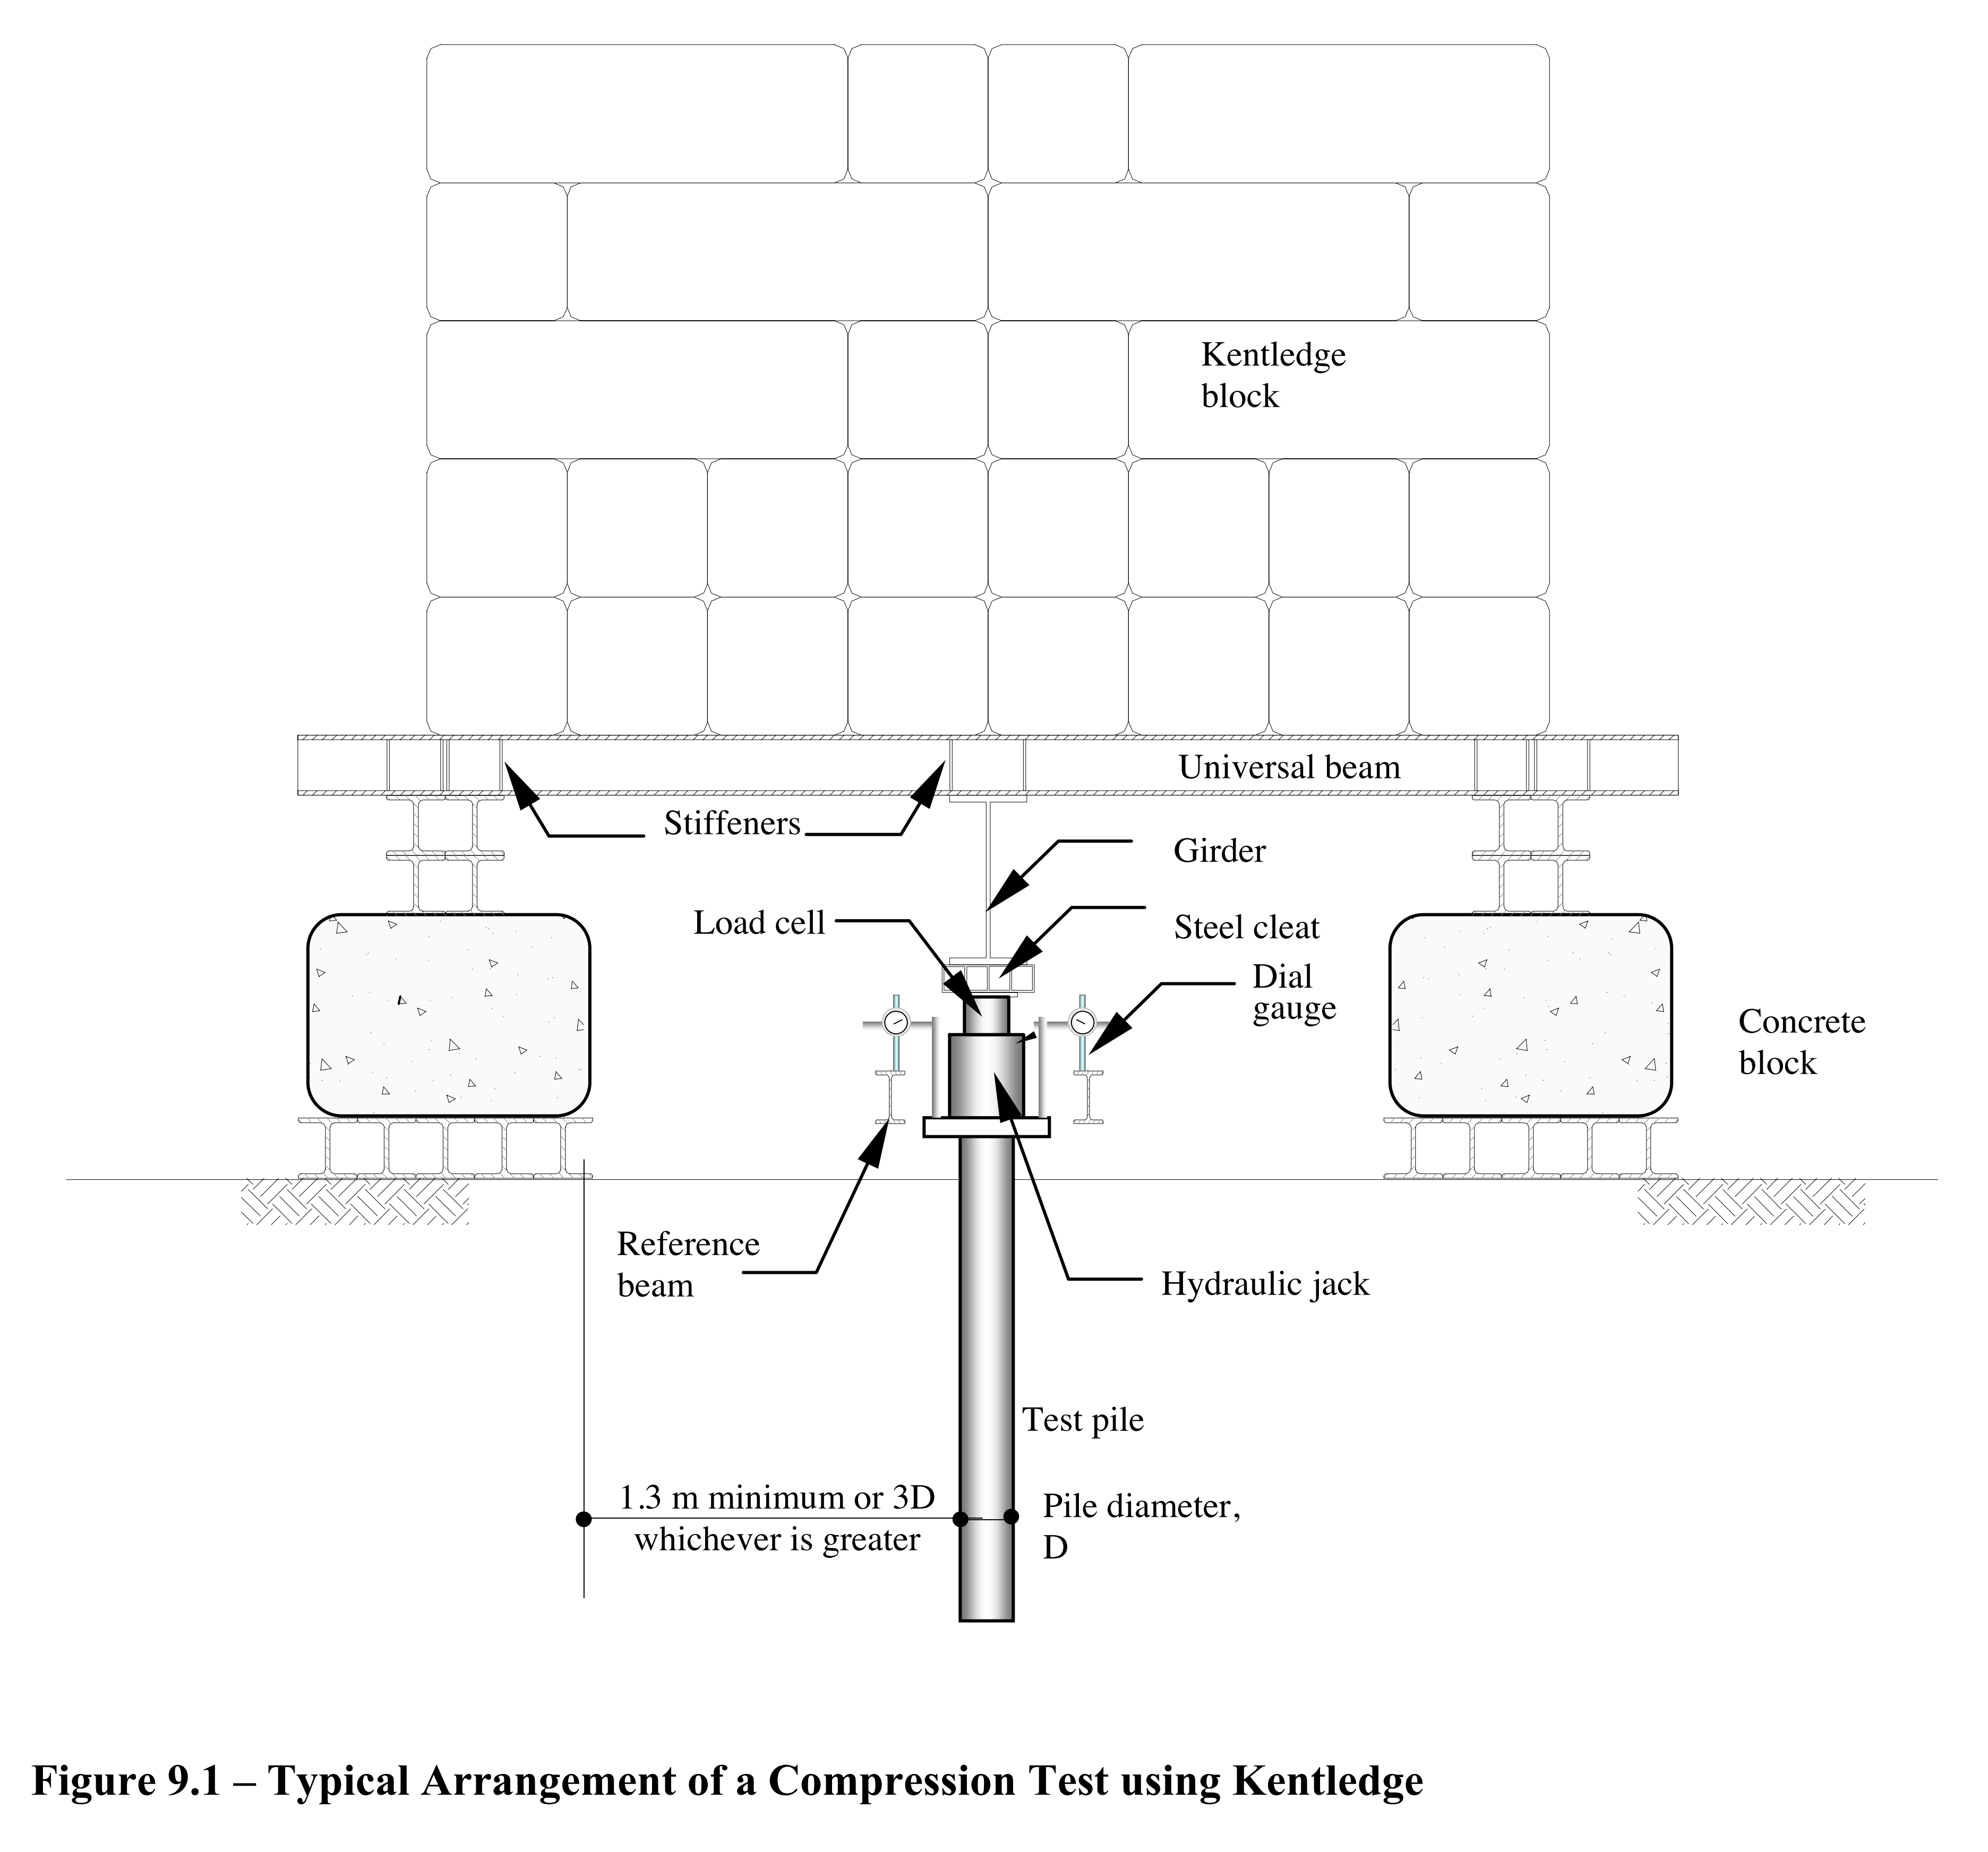 Kentledge
block
Universal beam
Stiffeners
Girder
Load cell
Steel cleat
Dial
gauge
Concrete
block
Reference
beam
Hydraulic jack
Test pile
1.3 m minimum or 3D
whichever is greater
Pile diameter,
D
Figure 9.1 – Typical Arrangement of a Compression Test using Kentledge